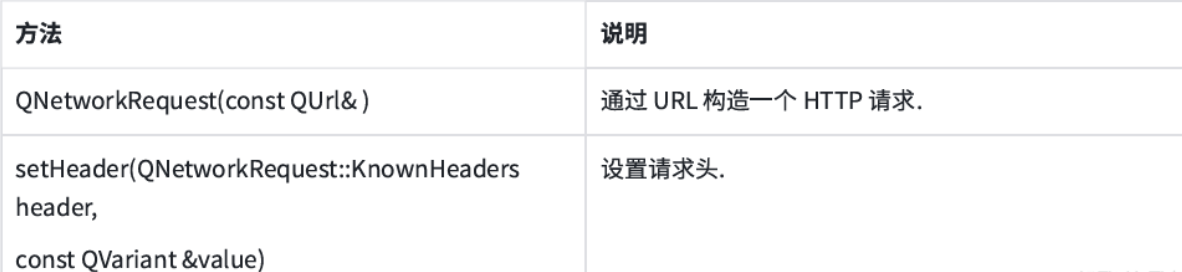 方法
说明
QNetworkRequest(const QUrl& )
通过 URL 构造一个 HTTP 请求.
setHeader(QNetworkRequest::KnownHeaders
header,
const QVariant &value)
设置请求头.